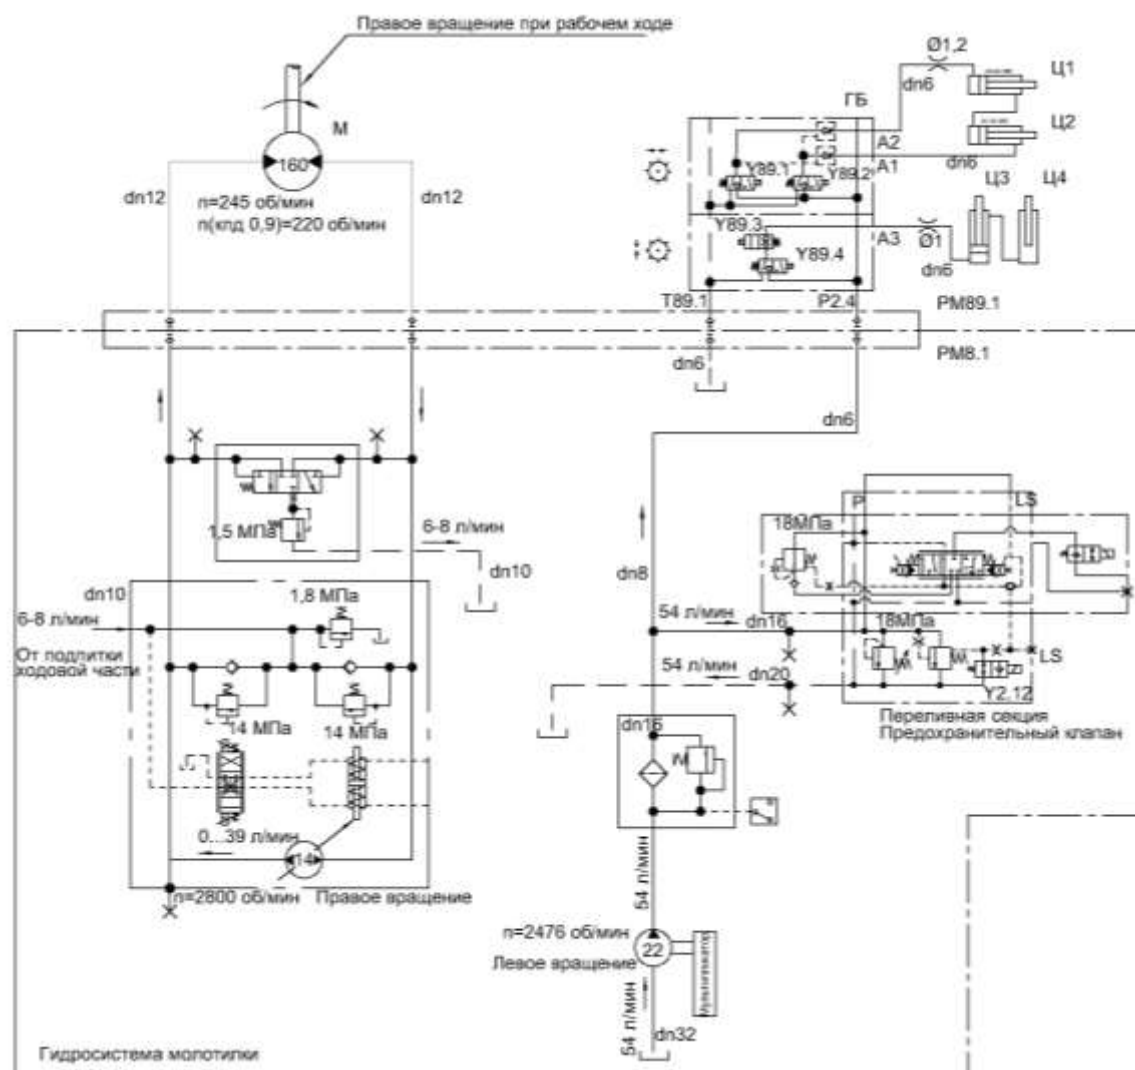 Правое вращение при рабочем ходе
Ø1,2
Ц1
dn6
М
ГБ
Ц2
A2
160
Y89.1
Y89.2
A1
dn6
Ц3
Ц4
dn12
dn12
n=245 об/мин
n(кпд 0,9)=220 об/мин
Y89.3
A3
Ø1
Y89.4
dn6
T89.1
P2.4
PM89.1
PM8.1
dn6
dn6
P
LS
1,5 МПа
6-8 л/мин
18МПа
dn10
dn8
dn10
1,8 МПа
6-8 л/мин
54 л/мин
dn16
18МПа
От подпитки
ходовой части
54 л/мин
dn20
LS
Y2.12
14 МПа
14 МПа
dn16
Переливная секция
Предохранительный клапан
0...39 л/мин
14
n=2800 об/мин
Правое вращение
54 л/мин
n=2476 об/мин
22
Левое вращение
Мультипликатор
54 л/мин
dn32
Гидросистема молотилки